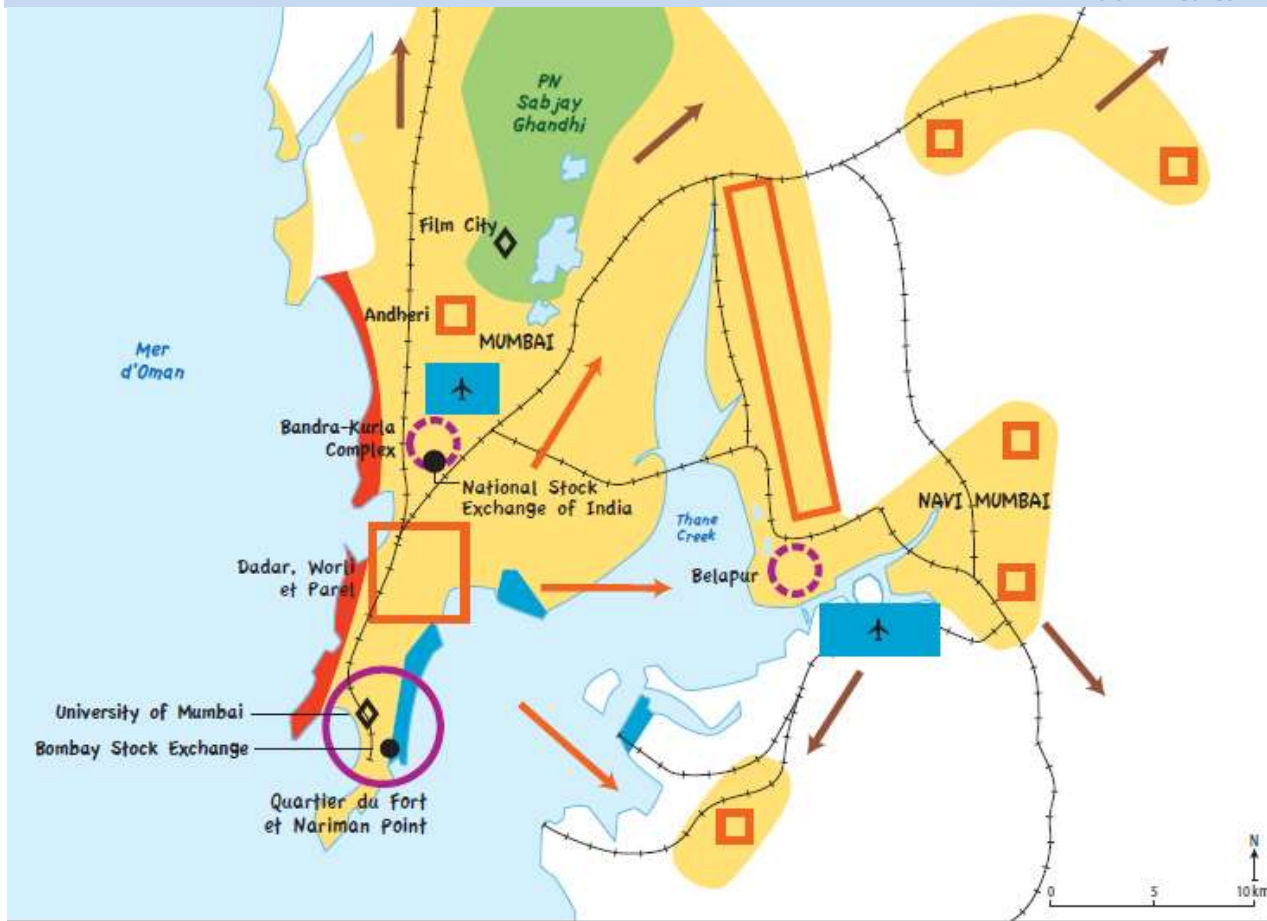 PN
Sabjay
Ghandhi
Film City
Andheri
MUMBAI
Mer
d'Oman
Bandra-Kurla
Complex
National Stock
Exchange of India
NAVI MUMBAI
Thane
Creek
Dadar, Worli
et Parel
Belapur
University of Mumbai
Bombay Stock Exchange
Quartier du Fort
et Nariman Point
N
0 5 10 km